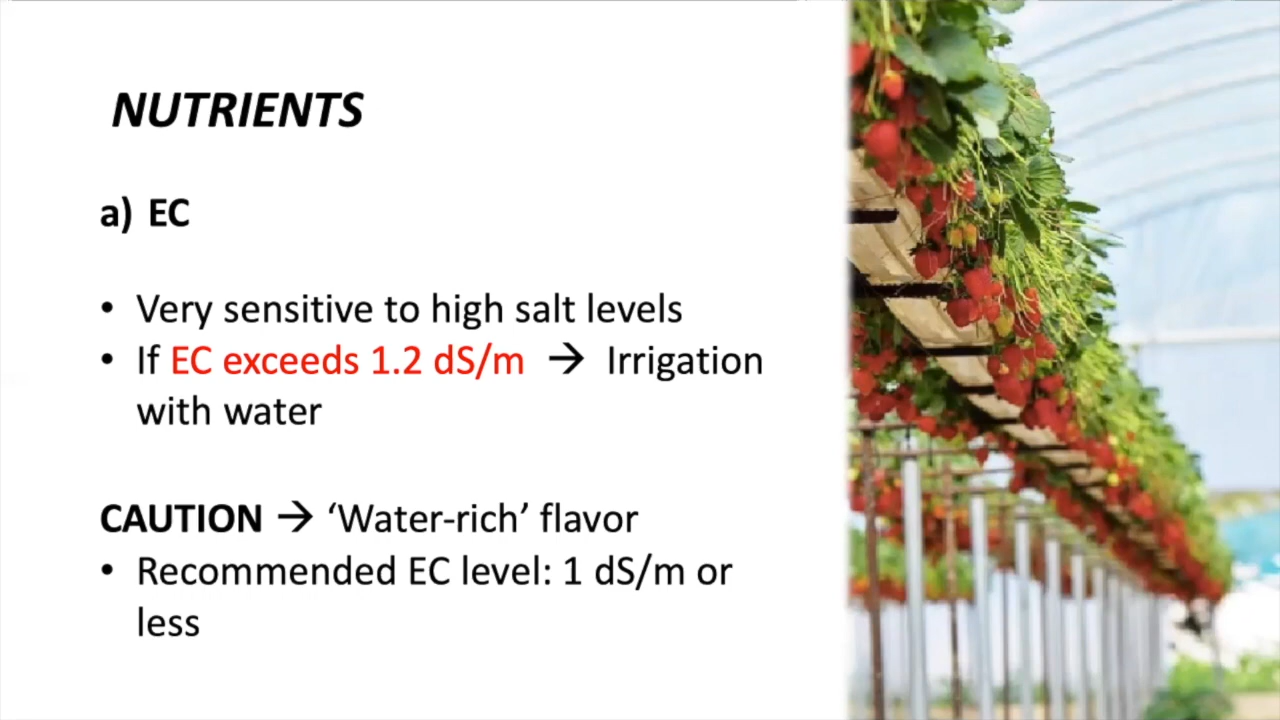 NUTRIENTS
a) EC
• Very sensitive to high salt levels
• If EC exceeds 1.2 dS/m → Irrigation
with water
CAUTION → ‘Water-rich’ flavor
• Recommended EC level: 1 dS/m or
less